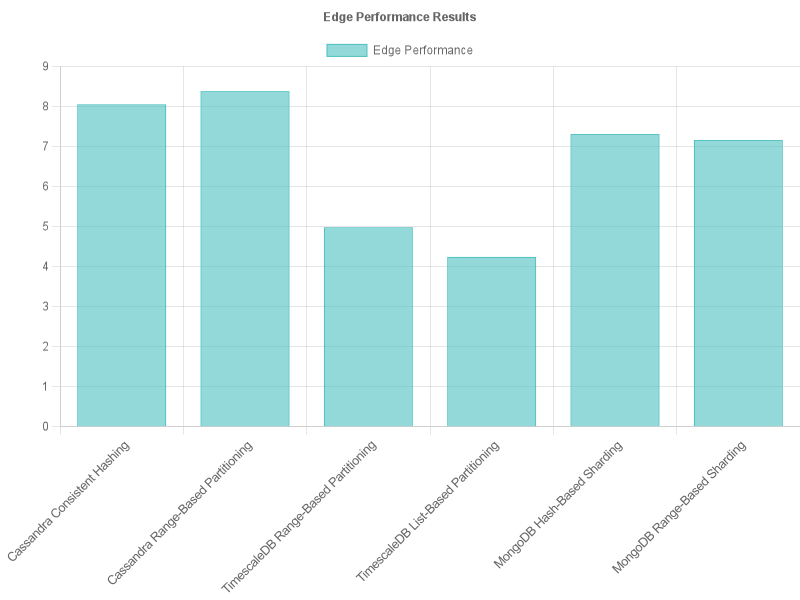 Edge Performance Results
Edge Performance
9
8
7
6
5
4
3
2
1
0
Cassandra Consistent Hashing
Cassandra Range-Based Partitioning
TimescaleDB Range-Based Partitioning
TimescaleDB List-Based Partitioning
MongoDB Hash-Based Sharding
MongoDB Range-Based Sharding